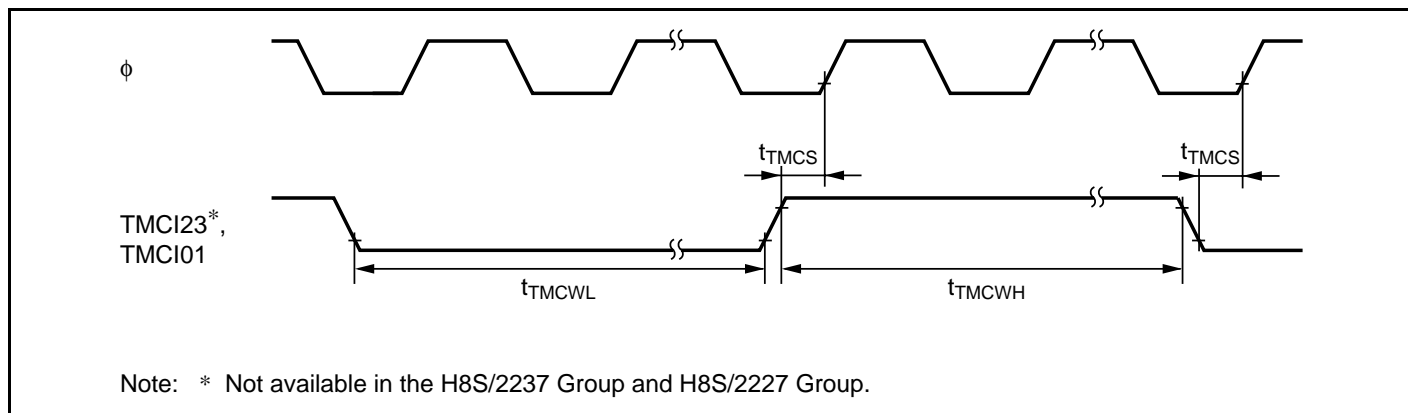 ϕ
tTMCS
tTMCS
TMCI23*,
TMCI01
tTMCWL
tTMCWH
Note: * Not available in the H8S/2237 Group and H8S/2227 Group.